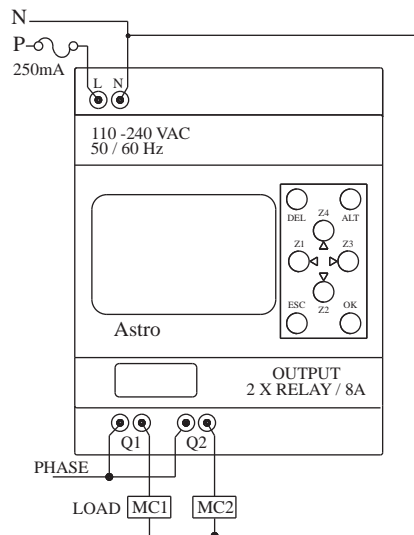 N
P
250mA
L N
110 -240 VAC
50 / 60 Hz
DEL Z4 ALT
Z1 Z3
ESC Z2 OK
Astro
OUTPUT
2 X RELAY / 8A
Q1 Q2
PHASE
LOAD MC1 MC2